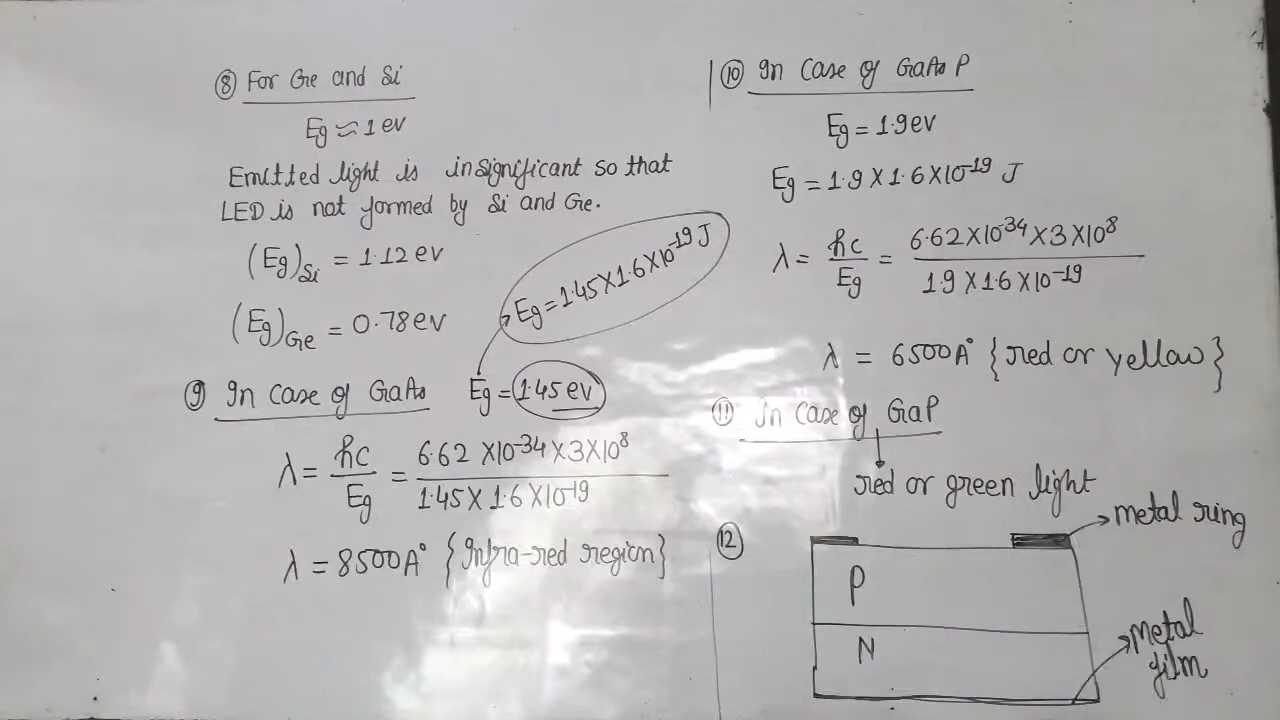 ⑧ For Ge and Si
Eg ≈ 1 ev
Emitted light is insignificant so that
LED is not formed by Si and Ge.
(Eg)Si = 1.12 ev
(Eg)Ge = 0.78 ev
Eg = 1.45 X 1.6 X 10^-19 J
⑨ In Case of GaAs Eg = 1.45 ev
λ = hc/Eg = 6.62 X 10^-34 X 3 X 10^8 / 1.45 X 1.6 X 10^-19
λ = 8500 A° {Infra-red region}
⑩ In Case of GaAs P
Eg = 1.9 ev
Eg = 1.9 X 1.6 X 10^-19 J
λ = hc/Eg = 6.62 X 10^34 X 3 X 10^8 / 1.9 X 1.6 X 10^-19
λ = 6500 A° {red or yellow}
⑪ In Case of GaP
red or green light
⑫
metal ring
P
N
Metal
film